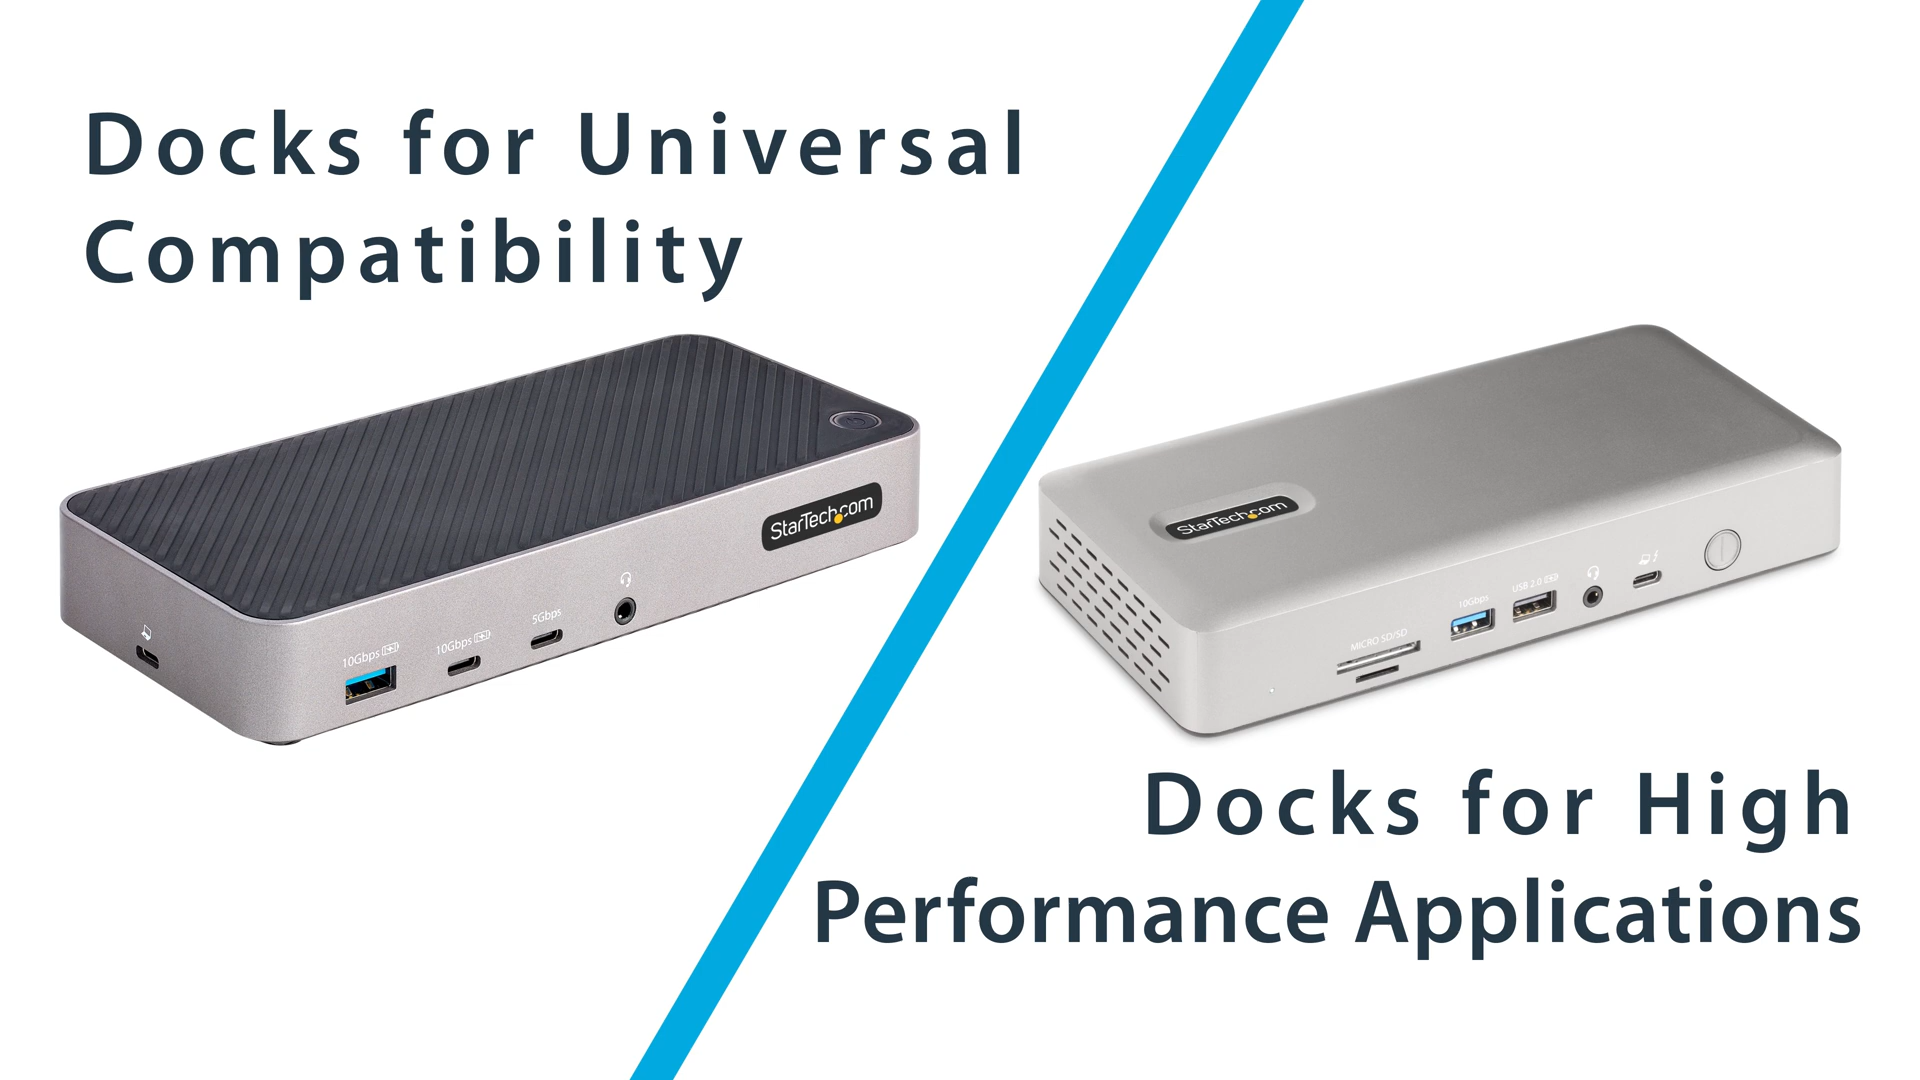 Docks for Universal
Compatibility
StarTech.com
10Gbps
10Gbps
5Gbps
StarTech.com
MICRO SD/SD
10Gbps
USB 2.0
Docks for High
Performance Applications